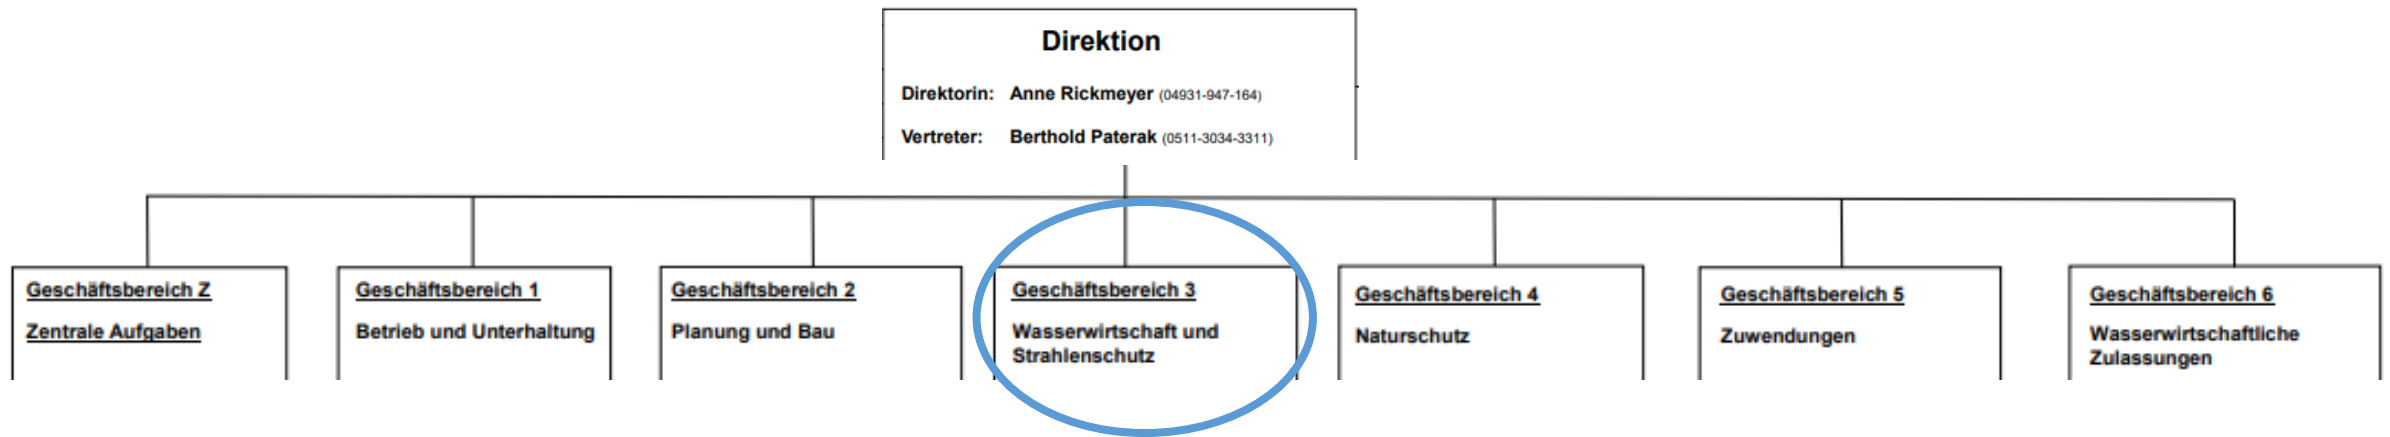 Direktion
Direktorin: Anne Rickmeyer (04931-947-164)
Vertreter: Berthold Paterak (0511-3034-3311)
Geschäftsbereich Z
Zentrale Aufgaben
Geschäftsbereich 1
Betrieb und Unterhaltung
Geschäftsbereich 2
Planung und Bau
Geschäftsbereich 3
Wasserwirtschaft und
Strahlenschutz
Geschäftsbereich 4
Naturschutz
Geschäftsbereich 5
Zuwendungen
Geschäftsbereich 6
Wasserwirtschaftliche
Zulassungen